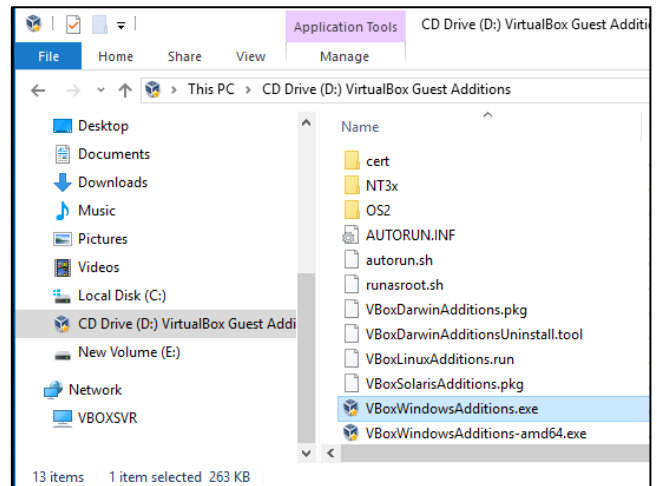 Application Tools
CD Drive (D:) VirtualBox Guest Additi
File Home Share View Manage
This PC > CD Drive (D:) VirtualBox Guest Additions
Desktop
Documents
Downloads
Music
Pictures
Videos
Local Disk (C:)
CD Drive (D:) VirtualBox Guest Addi
New Volume (E:)
Network
VBOXSVR
Name
cert
NT3x
OS2
AUTORUN.INF
autorun.sh
runasroot.sh
VBoxDarwinAdditions.pkg
VBoxDarwinAdditionsUninstall.tool
VBoxLinuxAdditions.run
VBoxSolarisAdditions.pkg
VBoxWindowsAdditions.exe
VBoxWindowsAdditions-amd64.exe
13 items 1 item selected 263 KB